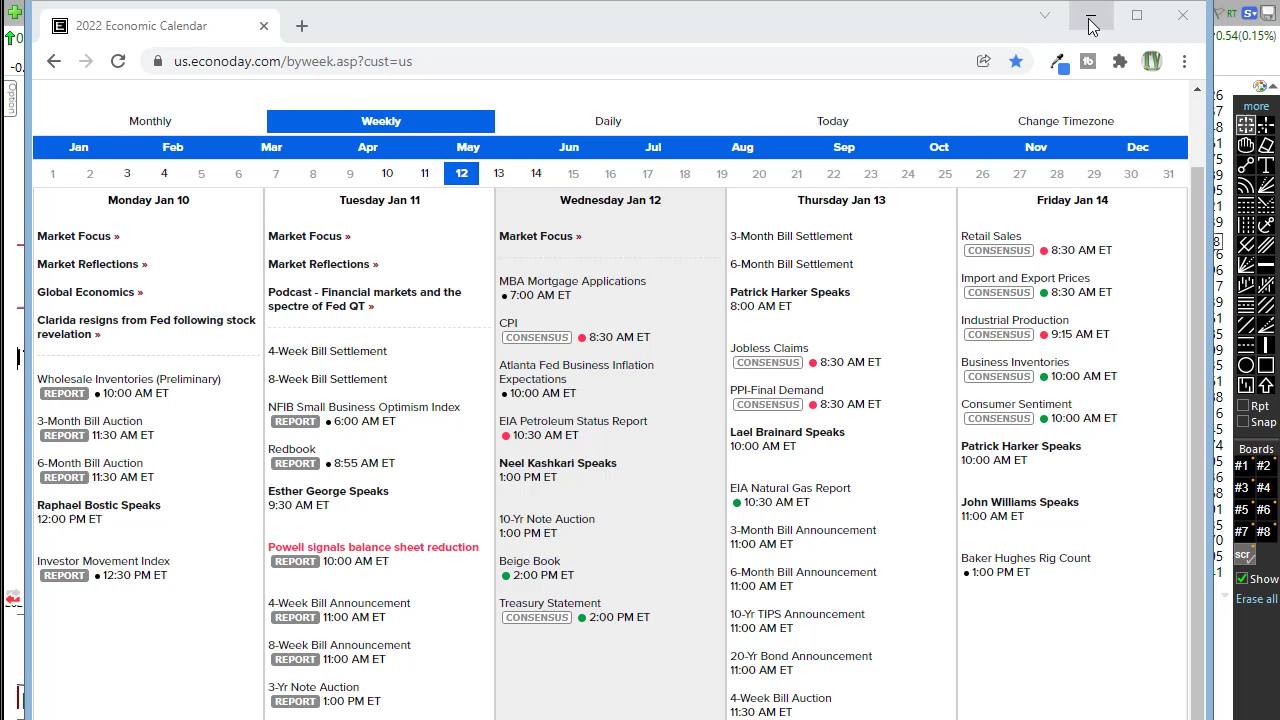 2022 Economic Calendar
us.econoday.com/byweek.asp?cust=us
RT
0.54(0.15%)
Option
Monthly
Weekly
Daily
Today
Change Timezone
Jan Feb Mar Apr May Jun Jul Aug Sep Oct Nov Dec
1 2 3 4 5 6 7 8 9 10 11 12 13 14 15 16 17 18 19 20 21 22 23 24 25 26 27 28 29 30 31
Monday Jan 10
Market Focus »
Market Reflections »
Global Economics »
Clarida resigns from Fed following stock
revelation »
Wholesale Inventories (Preliminary)
REPORT 10:00 AM ET
3-Month Bill Auction
REPORT 11:30 AM ET
6-Month Bill Auction
REPORT 11:30 AM ET
Raphael Bostic Speaks
12:00 PM ET
Investor Movement Index
REPORT 12:30 PM ET
Tuesday Jan 11
Market Focus »
Market Reflections »
Podcast - Financial markets and the
spectre of Fed QT »
4-Week Bill Settlement
8-Week Bill Settlement
NFIB Small Business Optimism Index
REPORT 6:00 AM ET
Redbook
REPORT 8:55 AM ET
Esther George Speaks
9:30 AM ET
Powell signals balance sheet reduction
REPORT 10:00 AM ET
4-Week Bill Announcement
REPORT 11:00 AM ET
8-Week Bill Announcement
REPORT 11:00 AM ET
3-Yr Note Auction
REPORT 1:00 PM ET
Wednesday Jan 12
Market Focus »
MBA Mortgage Applications
7:00 AM ET
CPI
CONSENSUS 8:30 AM ET
Atlanta Fed Business Inflation
Expectations
10:00 AM ET
EIA Petroleum Status Report
10:30 AM ET
Neel Kashkari Speaks
1:00 PM ET
10-Yr Note Auction
1:00 PM ET
Beige Book
2:00 PM ET
Treasury Statement
CONSENSUS 2:00 PM ET
Thursday Jan 13
3-Month Bill Settlement
6-Month Bill Settlement
Patrick Harker Speaks
8:00 AM ET
Jobless Claims
CONSENSUS 8:30 AM ET
PPI-Final Demand
CONSENSUS 8:30 AM ET
Lael Brainard Speaks
10:00 AM ET
EIA Natural Gas Report
10:30 AM ET
3-Month Bill Announcement
11:00 AM ET
6-Month Bill Announcement
11:00 AM ET
10-Yr TIPS Announcement
11:00 AM ET
20-Yr Bond Announcement
11:00 AM ET
4-Week Bill Auction
11:30 AM ET
Friday Jan 14
Retail Sales
CONSENSUS 8:30 AM ET
Import and Export Prices
CONSENSUS 8:30 AM ET
Industrial Production
CONSENSUS 9:15 AM ET
Business Inventories
CONSENSUS 10:00 AM ET
Consumer Sentiment
CONSENSUS 10:00 AM ET
Patrick Harker Speaks
10:00 AM ET
John Williams Speaks
11:00 AM ET
Baker Hughes Rig Count
1:00 PM ET
more
Rpt
Snap
Boards
#1 #2
#3 #4
#5 #6
#7 #8
scr
Show
Erase all